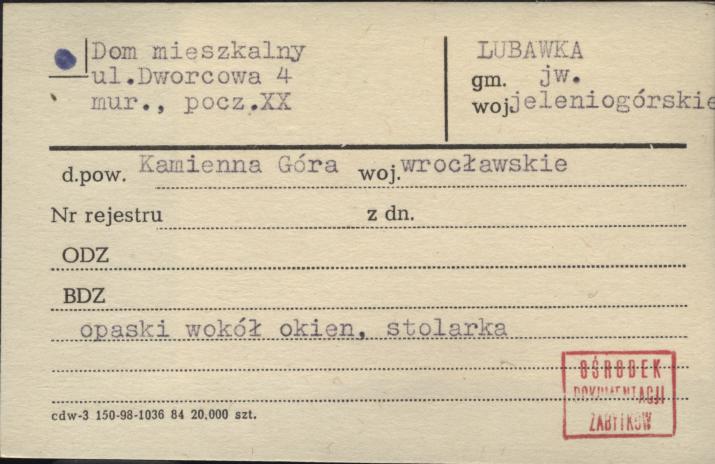 Dom mieszkalny
ul.Dworcowa 4
mur., pocz.XX
LUBAWKA
gm. jw.
woj.jeleniogórskie
d.pow. Kamienna Góra woj. wrocławskie
Nr rejestru z dn.
ODZ
BDZ
opaski wokół okien, stolarka
OŚRODEK
DOKUMENTACJI
ZABYTKÓW
cdw-3 150-98-1036 84 20,000 szt.